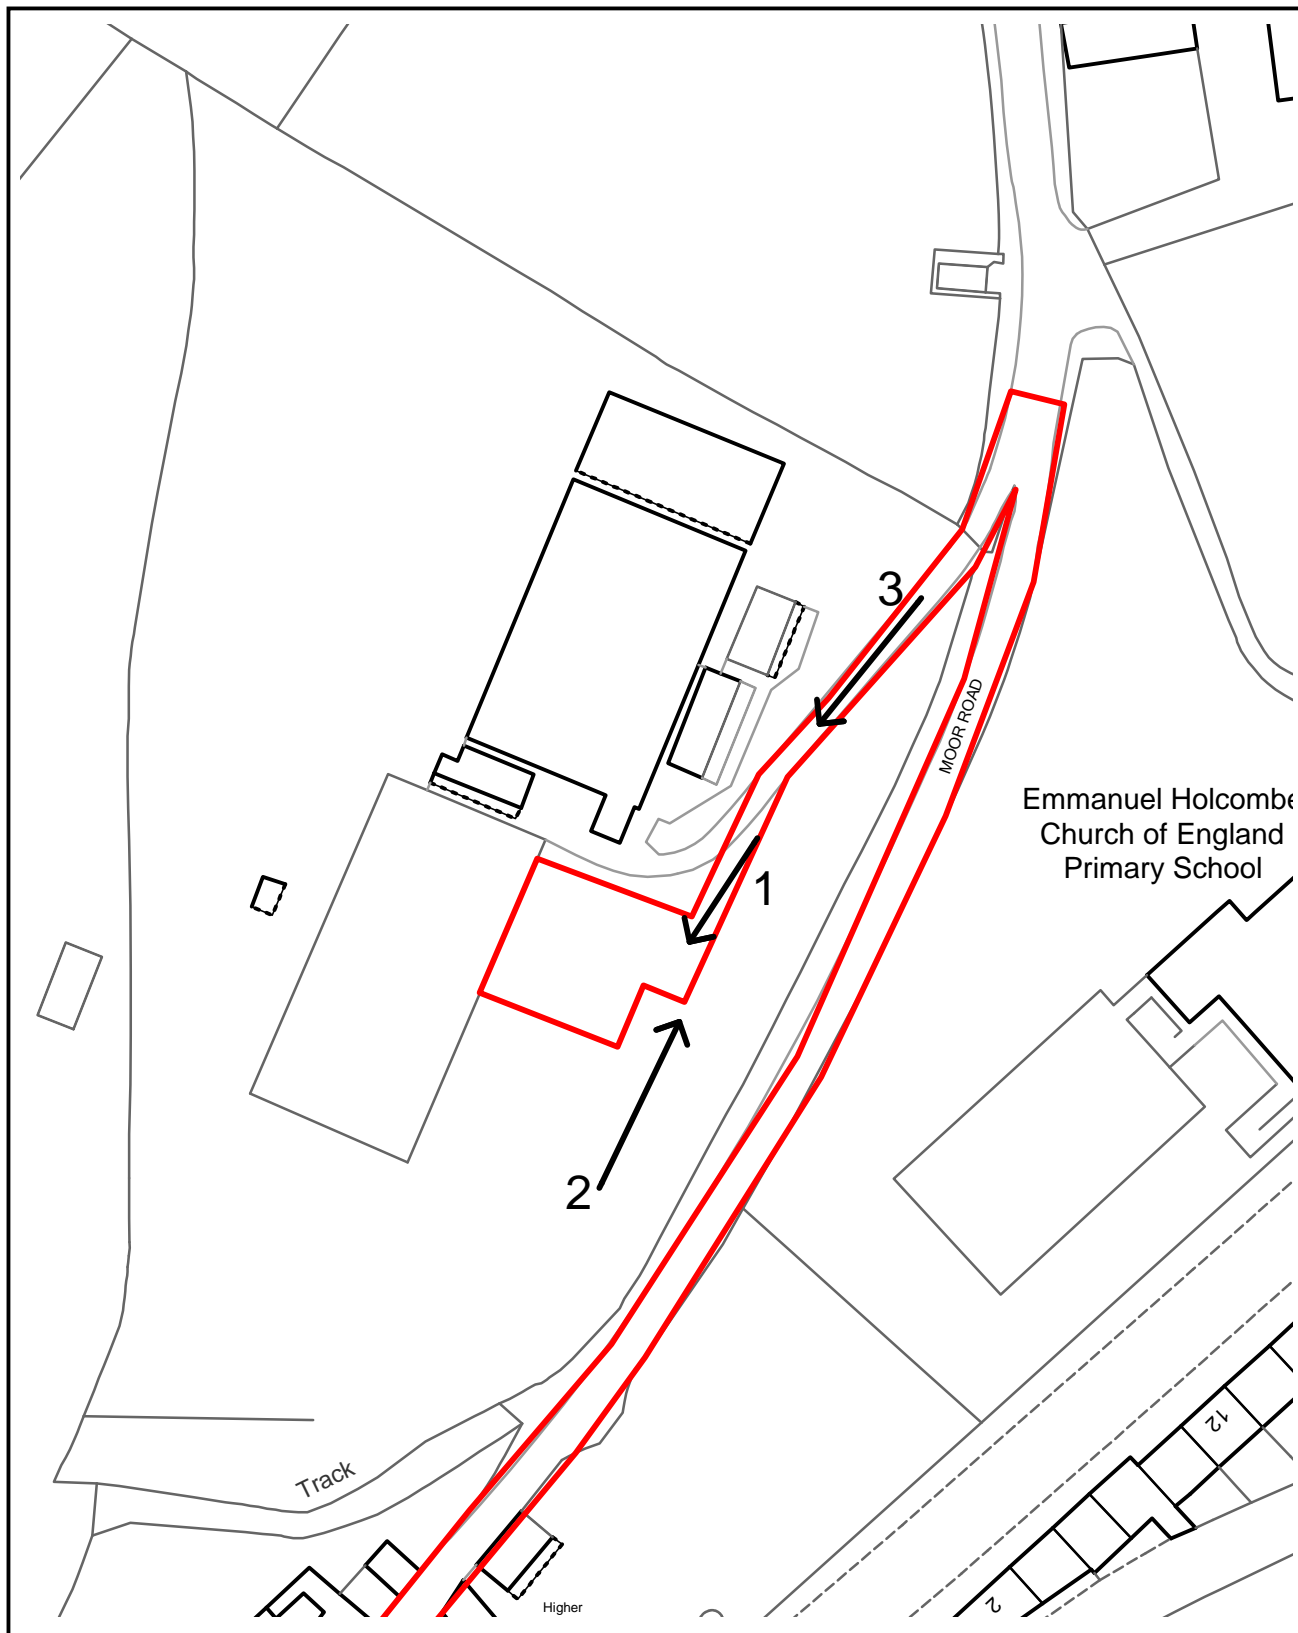 3
MOOR ROAD
Emmanuel Holcombe
Church of England
Primary School
1
2
12
Track
2
Higher